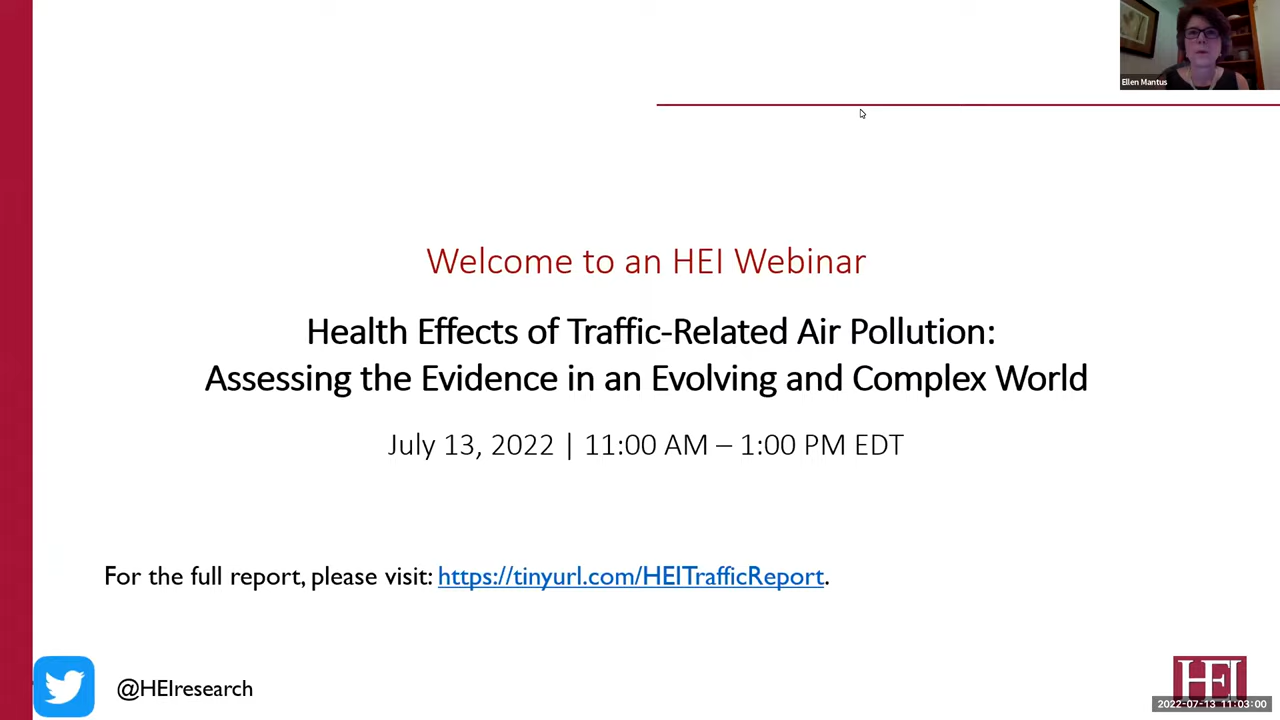 Ellen Mantus
Welcome to an HEI Webinar
Health Effects of Traffic-Related Air Pollution:
Assessing the Evidence in an Evolving and Complex World
July 13, 2022 | 11:00 AM – 1:00 PM EDT
For the full report, please visit: https://tinyurl.com/HEITrafficReport.
@HEIresearch
HEI
2022-07-13 11:03:00